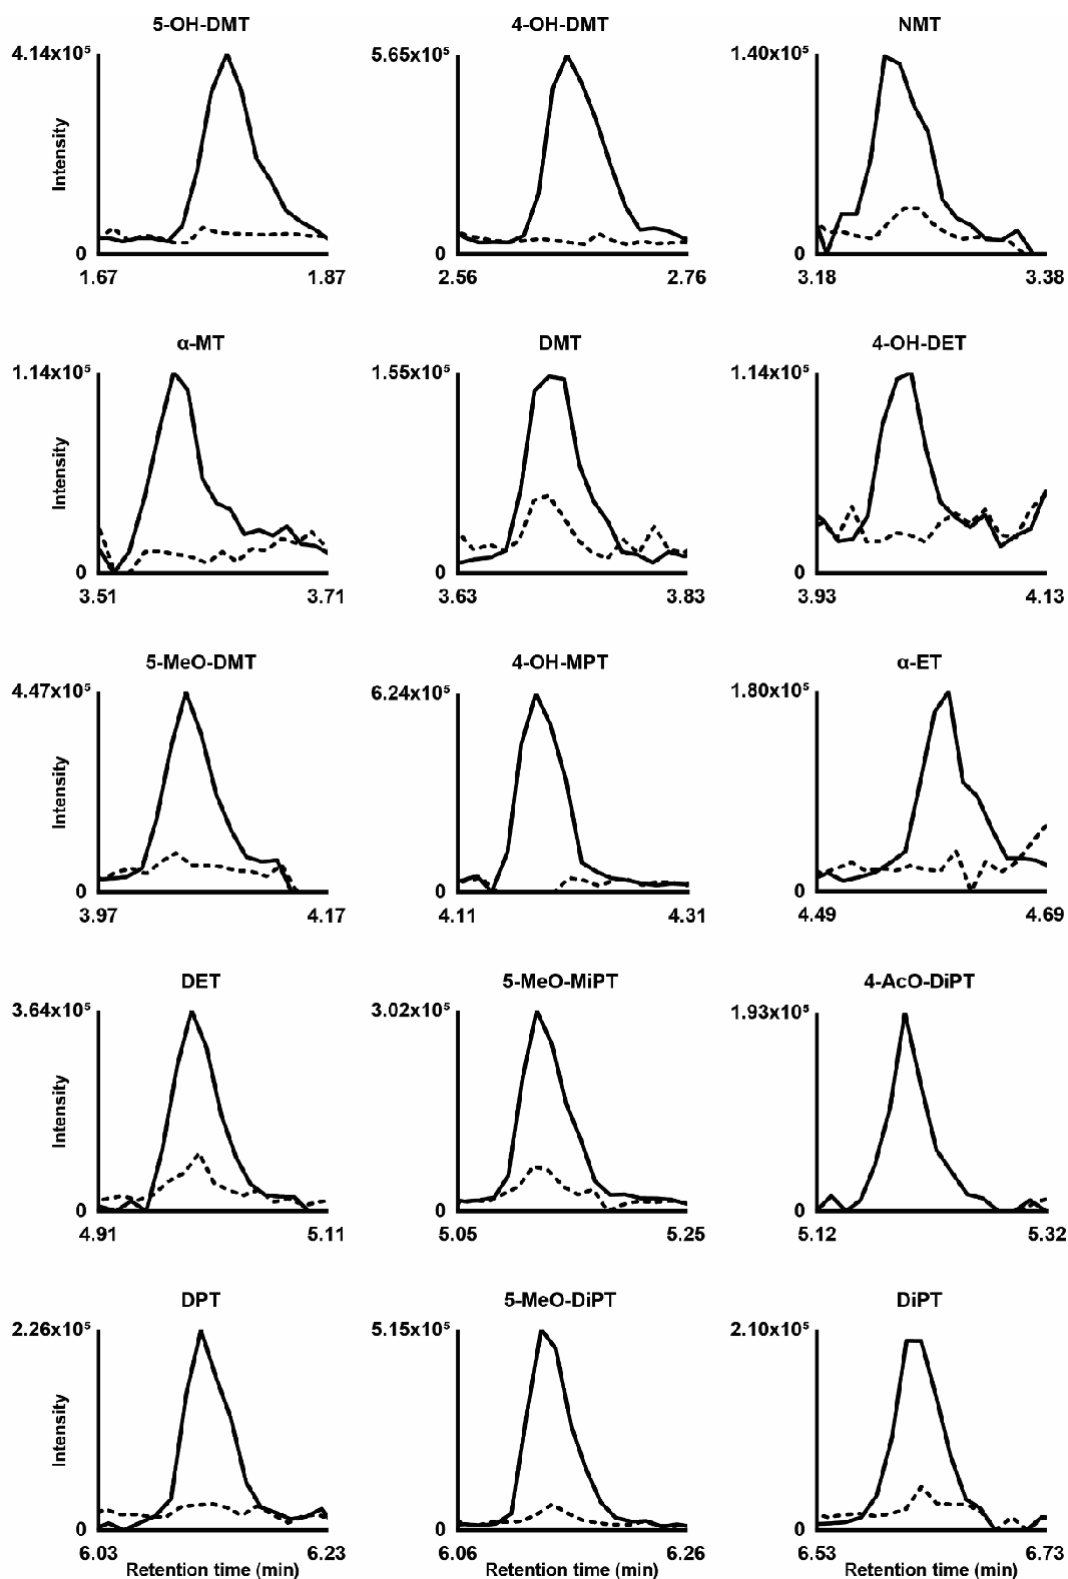 5-OH-DMT 4-OH-DMT NMT
4.14x10⁵ 5.65x10⁵ 1.40x10⁵
Intensity
0 0 0
1.67 1.87 2.56 2.76 3.18 3.38
α-MT DMT 4-OH-DET
1.14x10⁵ 1.55x10⁵ 1.14x10⁵
Intensity
0 0 0
3.51 3.71 3.63 3.83 3.93 4.13
5-MeO-DMT 4-OH-MPT α-ET
4.47x10⁵ 6.24x10⁵ 1.80x10⁵
Intensity
0 0 0
3.97 4.17 4.11 4.31 4.49 4.69
DET 5-MeO-MiPT 4-AcO-DiPT
3.64x10⁵ 3.02x10⁵ 1.93x10⁵
Intensity
0 0 0
4.91 5.11 5.05 5.25 5.12 5.32
DPT 5-MeO-DiPT DiPT
2.26x10⁵ 5.15x10⁵ 2.10x10⁵
Intensity
0 0 0
6.03 6.23 6.06 6.26 6.53 6.73
Retention time (min) Retention time (min) Retention time (min)